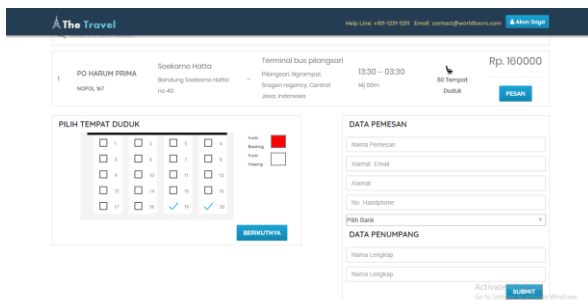 The Travel
Help Line: +101-1231-1231 Email: contact@worldtours.com Akun Saya
1 PO HARUM PRIMA
NOPOL 167
Soekarno Hatta
Bandung Soekarno Hatta
no 40
–
Terminal bus pilangsari
Pilangsari, Ngrampal,
Sragen regency, Central
Java, Indonesia
13:30 – 03:30
14j 00m
60 Tempat
Duduk
Rp. 160000
PESAN
PILIH TEMPAT DUDUK
1 2 3 4
5 6 7 8
9 10 11 12
13 14 15 16
17 18 19 20
Kursi
Booking
Kursi
Kosong
BERIKUTNYA
DATA PEMESAN
Nama Pemesan
Alamat Email
Alamat
No Handphone
Pilih Bank
DATA PENUMPANG
Nama Lengkap
Nama Lengkap
SUBMIT
Activate
Go to Windows.